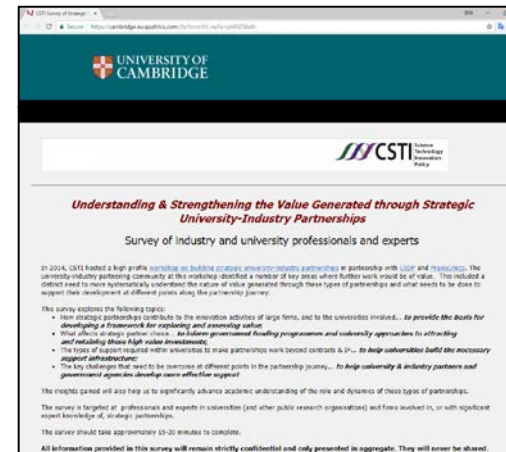 CSTI Survey of Strategic
Secure https://cambridge.eu.qualtrics.com/
UNIVERSITY OF
CAMBRIDGE
CSTI
Science
Technology
Innovation
Policy
Understanding & Strengthening the Value Generated through Strategic
University-Industry Partnerships
Survey of industry and university professionals and experts
In 2014, CSTI hosted a high profile workshop on building strategic university-industry partnerships in partnership with UIDP and PraxisUnico. The
university-industry partnering community at this workshop identified a number of key areas where further work would be of value. This included a
distinct need to more systematically understand the nature of value generated through these types of partnerships and what needs to be done to
support their development at different points along the partnership journey.
This survey explores the following topics:
• How strategic partnerships contribute to the innovation activities of large firms, and to the universities involved... to provide the basis for
developing a framework for exploring and assessing value;
• What affects strategic partner choice... to inform government funding programmes and university approaches to attracting
and retaining these high value investments;
• The types of support required within universities to make partnerships work beyond contracts & IP... to help universities build the necessary
support infrastructure;
• The key challenges that need to be overcome at different points in the partnership journey... to help university & industry partners and
government agencies develop more effective support
The insights gained will also help us to significantly advance academic understanding of the role and dynamics of these types of partnerships.
The survey is targeted at professionals and experts in universities (and other public research organisations) and firms involved in, or with significant
expert knowledge of, strategic partnerships.
The survey should take approximately 15-20 minutes to complete.
All information provided in this survey will remain strictly confidential and only presented in aggregate. They will never be shared.